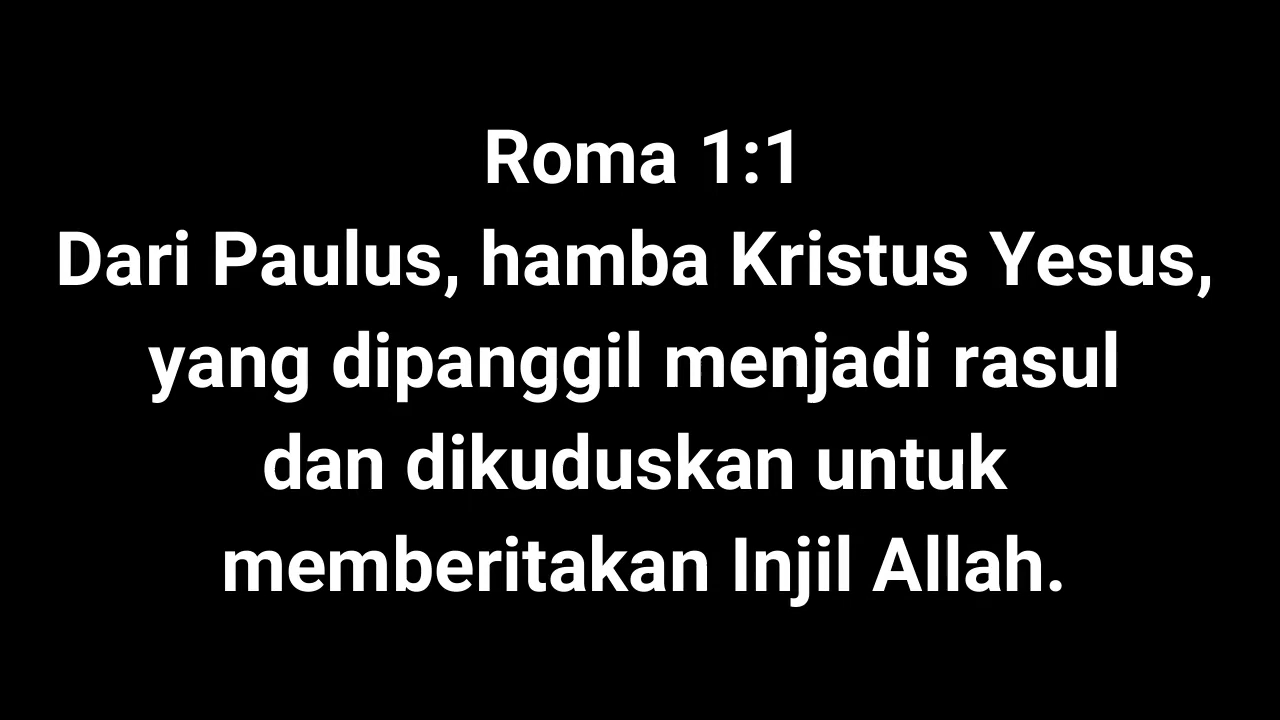 Roma 1:1
Dari Paulus, hamba Kristus Yesus,
yang dipanggil menjadi rasul
dan dikuduskan untuk
memberitakan Injil Allah.